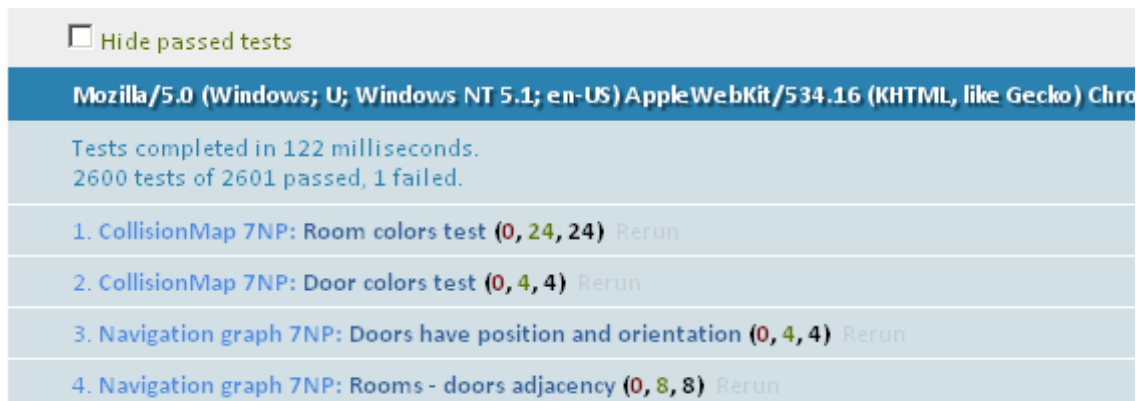 Hide passed tests
Mozilla/5.0 (Windows; U; Windows NT 5.1; en-US) AppleWebKit/534.16 (KHTML, like Gecko) Chro
Tests completed in 122 milliseconds.
2600 tests of 2601 passed, 1 failed.
1. CollisionMap 7NP: Room colors test (0, 24, 24) Rerun
2. CollisionMap 7NP: Door colors test (0, 4, 4) Rerun
3. Navigation graph 7NP: Doors have position and orientation (0, 4, 4) Rerun
4. Navigation graph 7NP: Rooms - doors adjacency (0, 8, 8) Rerun